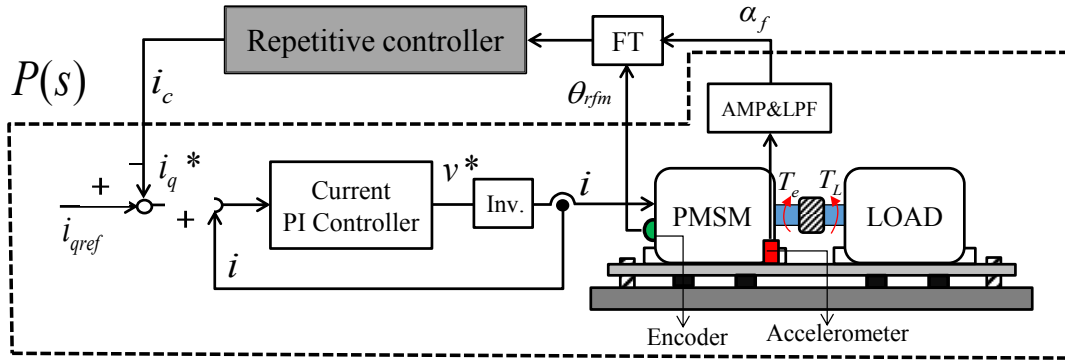 Repetitive controller
FT
α_f
P(s)
i_c
θ_rfm
AMP&LPF
i_q *
+
−
i_qref
+
−
Current
PI Controller
v*
Inv.
i
i
PMSM
T_e
T_L
LOAD
Encoder
Accelerometer